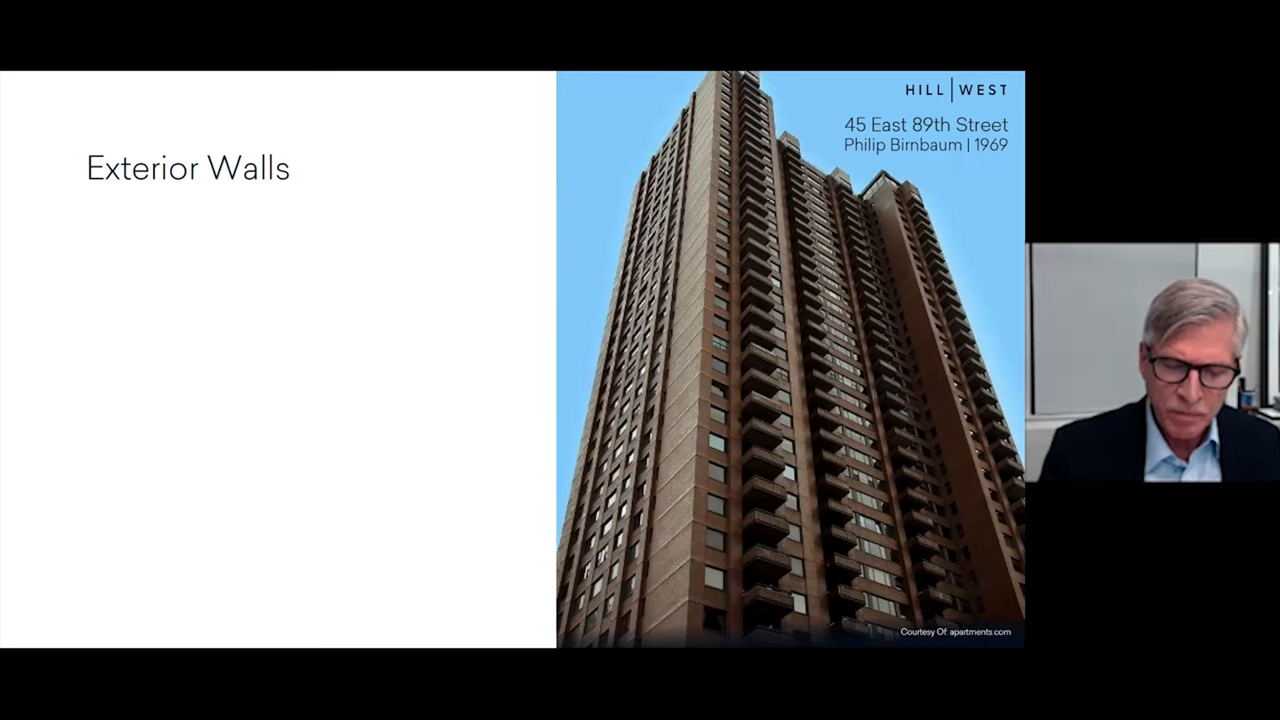 Exterior Walls
HILL | WEST
45 East 89th Street
Philip Birnbaum | 1969
Courtesy Of: apartments.com